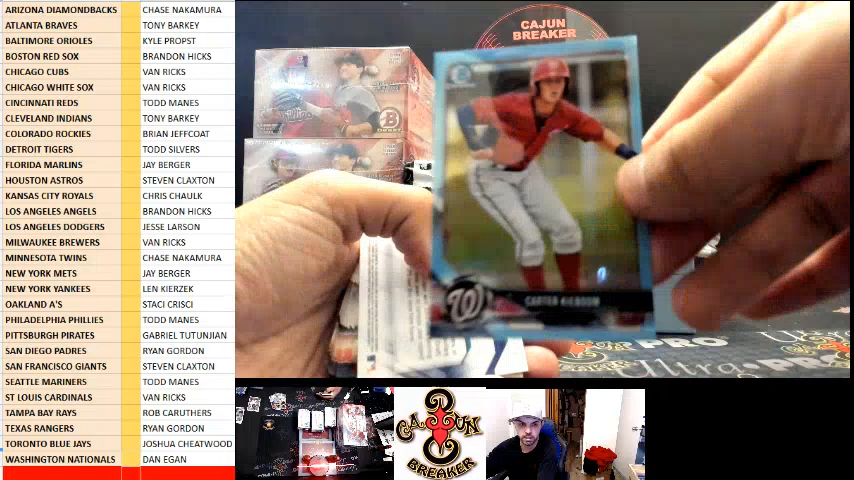 ARIZONA DIAMONDBACKS CHASE NAKAMURA
ATLANTA BRAVES TONY BARKEY
BALTIMORE ORIOLES KYLE PROPST
BOSTON RED SOX BRANDON HICKS
CHICAGO CUBS VAN RICKS
CHICAGO WHITE SOX VAN RICKS
CINCINNATI REDS TODD MANES
CLEVELAND INDIANS TONY BARKEY
COLORADO ROCKIES BRIAN JEFFCOAT
DETROIT TIGERS TODD SILVERS
FLORIDA MARLINS JAY BERGER
HOUSTON ASTROS STEVEN CLAXTON
KANSAS CITY ROYALS CHRIS CHAULK
LOS ANGELES ANGELS BRANDON HICKS
LOS ANGELES DODGERS JESSE LARSON
MILWAUKEE BREWERS VAN RICKS
MINNESOTA TWINS CHASE NAKAMURA
NEW YORK METS JAY BERGER
NEW YORK YANKEES LEN KIERZEK
OAKLAND A'S STACI CRISCI
PHILADELPHIA PHILLIES TODD MANES
PITTSBURGH PIRATES GABRIEL TUTUNJIAN
SAN DIEGO PADRES RYAN GORDON
SAN FRANCISCO GIANTS STEVEN CLAXTON
SEATTLE MARINERS TODD MANES
ST LOUIS CARDINALS VAN RICKS
TAMPA BAY RAYS ROB CARUTHERS
TEXAS RANGERS RYAN GORDON
TORONTO BLUE JAYS JOSHUA CHEATWOOD
WASHINGTON NATIONALS DAN EGAN
CAJUN
BREAKER
W
CARTER KIEBOOM
PRO
Ultra PRO
CAJUN
BREAKER